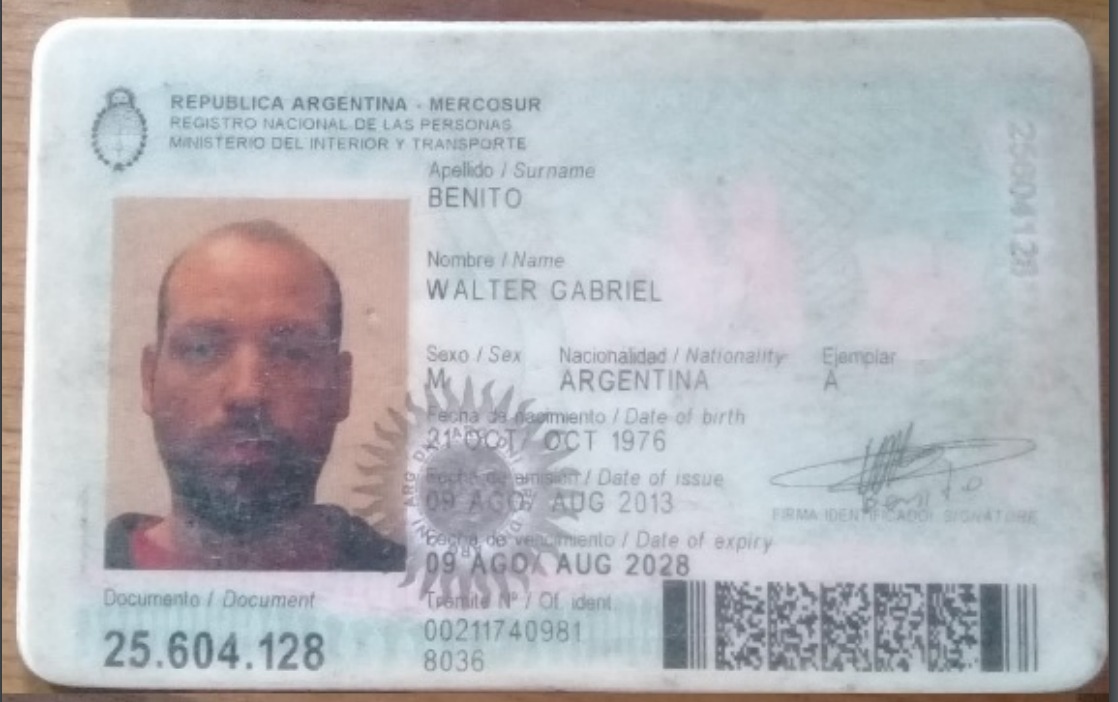 REPUBLICA ARGENTINA - MERCOSUR
REGISTRO NACIONAL DE LAS PERSONAS
MINISTERIO DEL INTERIOR Y TRANSPORTE
Apellido / Surname
BENITO
Nombre / Name
WALTER GABRIEL
Sexo / Sex Nacionalidad / Nationality Ejemplar
M ARGENTINA A
Fecha de nacimiento / Date of birth
21 OCT/ OCT 1976
Fecha de emisión / Date of issue
09 AGO/ AUG 2013
Fecha de vencimiento / Date of expiry
09 AGO/ AUG 2028
FIRMA IDENTIFICADO/ SIGNATURE
Documento / Document
25.604.128
Trámite Nº / Of. ident.
00211740981
8036
25604128